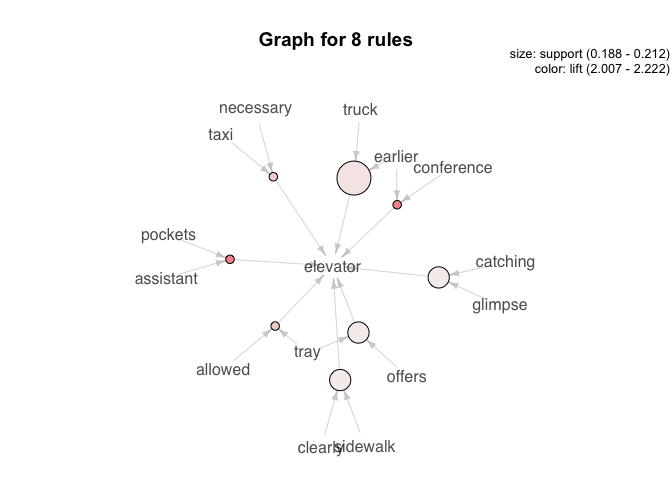 Graph for 8 rules
size: support (0.188 - 0.212)
color: lift (2.007 - 2.222)
necessary
truck
taxi
earlier
conference
pockets
catching
elevator
assistant
glimpse
tray
allowed
offers
clearly
sidewalk